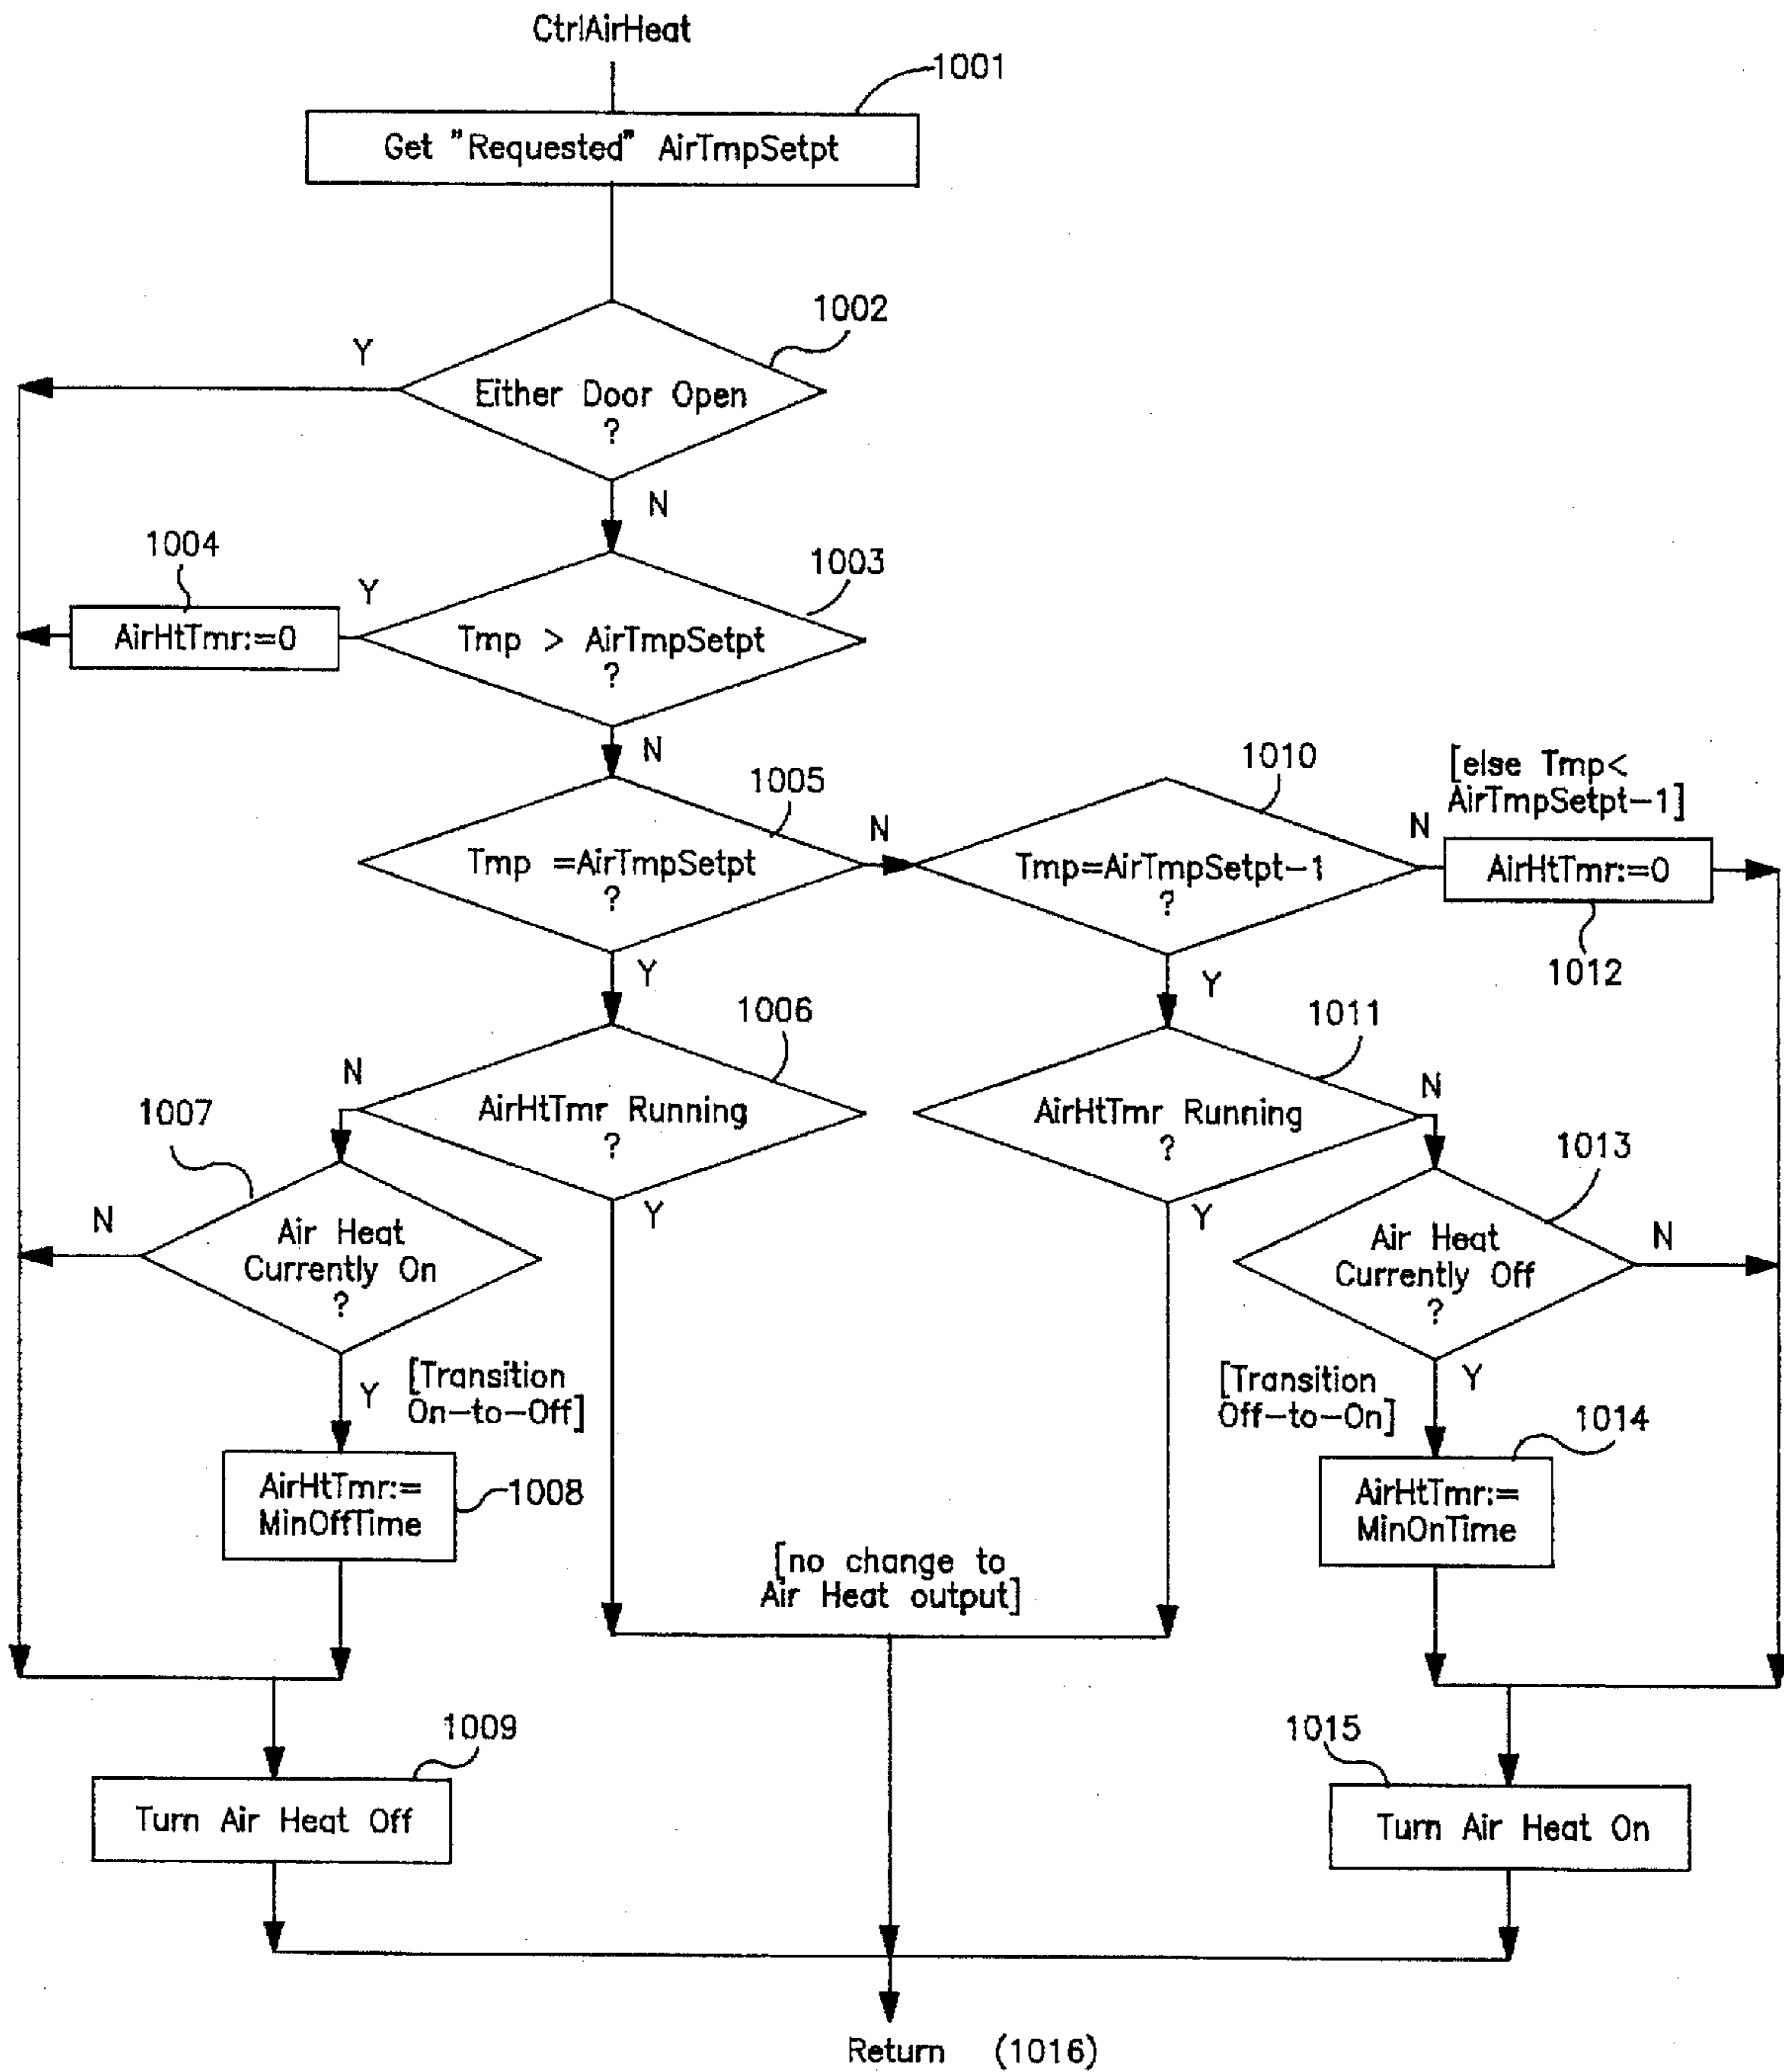 CtrlAirHeat
1001
Get "Requested" AirTmpSetpt
1002
Y
Either Door Open
?
N
1004
1003
Y
AirHtTmr:=0
Tmp > AirTmpSetpt
?
N
1005
1010
[else Tmp<
AirTmpSetpt-1]
N
N
Tmp =AirTmpSetpt
?
Tmp=AirTmpSetpt-1
?
AirHtTmr:=0
1012
Y
Y
1006
1011
N
N
AirHtTmr Running
?
AirHtTmr Running
?
1007
1013
Y
Y
N
Air Heat
Currently On
?
Air Heat
Currently Off
?
N
Y
[Transition
On-to-Off]
[Transition
Off-to-On]
Y
1014
AirHtTmr:=
MinOffTime
1008
AirHtTmr:=
MinOnTime
[no change to
Air Heat output]
1009
1015
Turn Air Heat Off
Turn Air Heat On
Return (1016)